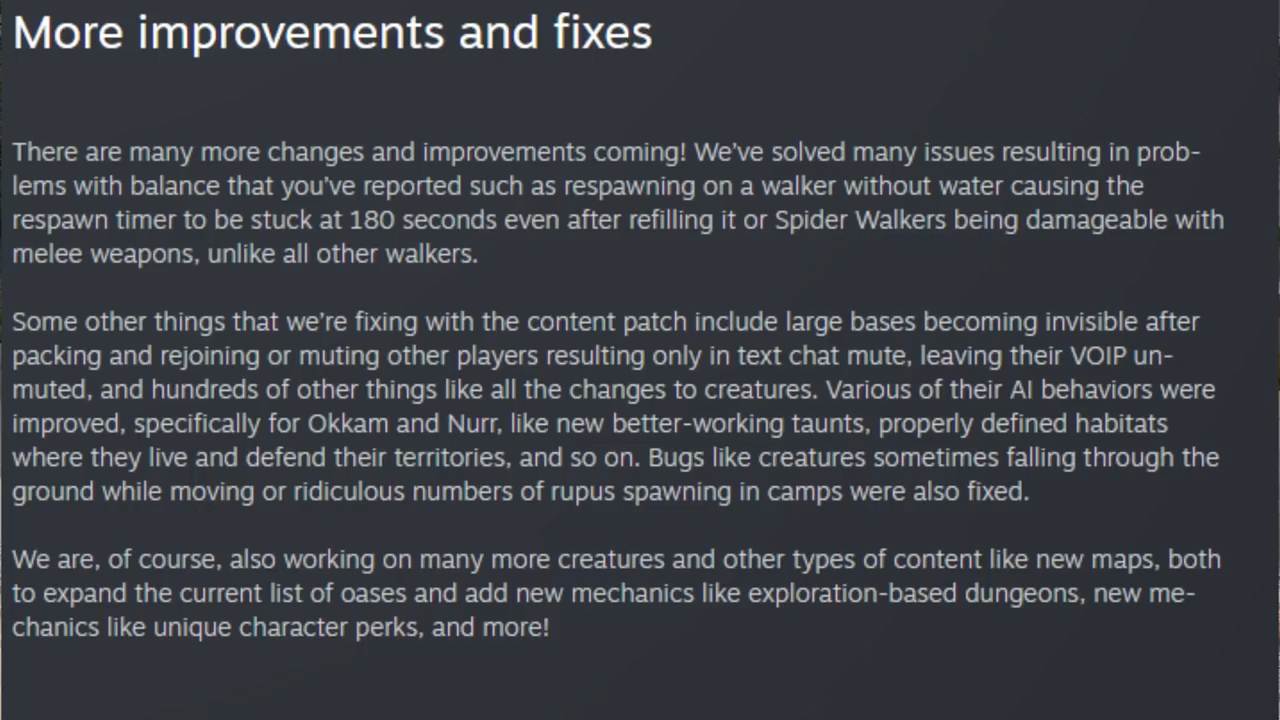 More improvements and fixes
There are many more changes and improvements coming! We’ve solved many issues resulting in prob-
lems with balance that you’ve reported such as respawning on a walker without water causing the
respawn timer to be stuck at 180 seconds even after refilling it or Spider Walkers being damageable with
melee weapons, unlike all other walkers.
Some other things that we’re fixing with the content patch include large bases becoming invisible after
packing and rejoining or muting other players resulting only in text chat mute, leaving their VOIP un-
muted, and hundreds of other things like all the changes to creatures. Various of their AI behaviors were
improved, specifically for Okkam and Nurr, like new better-working taunts, properly defined habitats
where they live and defend their territories, and so on. Bugs like creatures sometimes falling through the
ground while moving or ridiculous numbers of rupus spawning in camps were also fixed.
We are, of course, also working on many more creatures and other types of content like new maps, both
to expand the current list of oases and add new mechanics like exploration-based dungeons, new me-
chanics like unique character perks, and more!